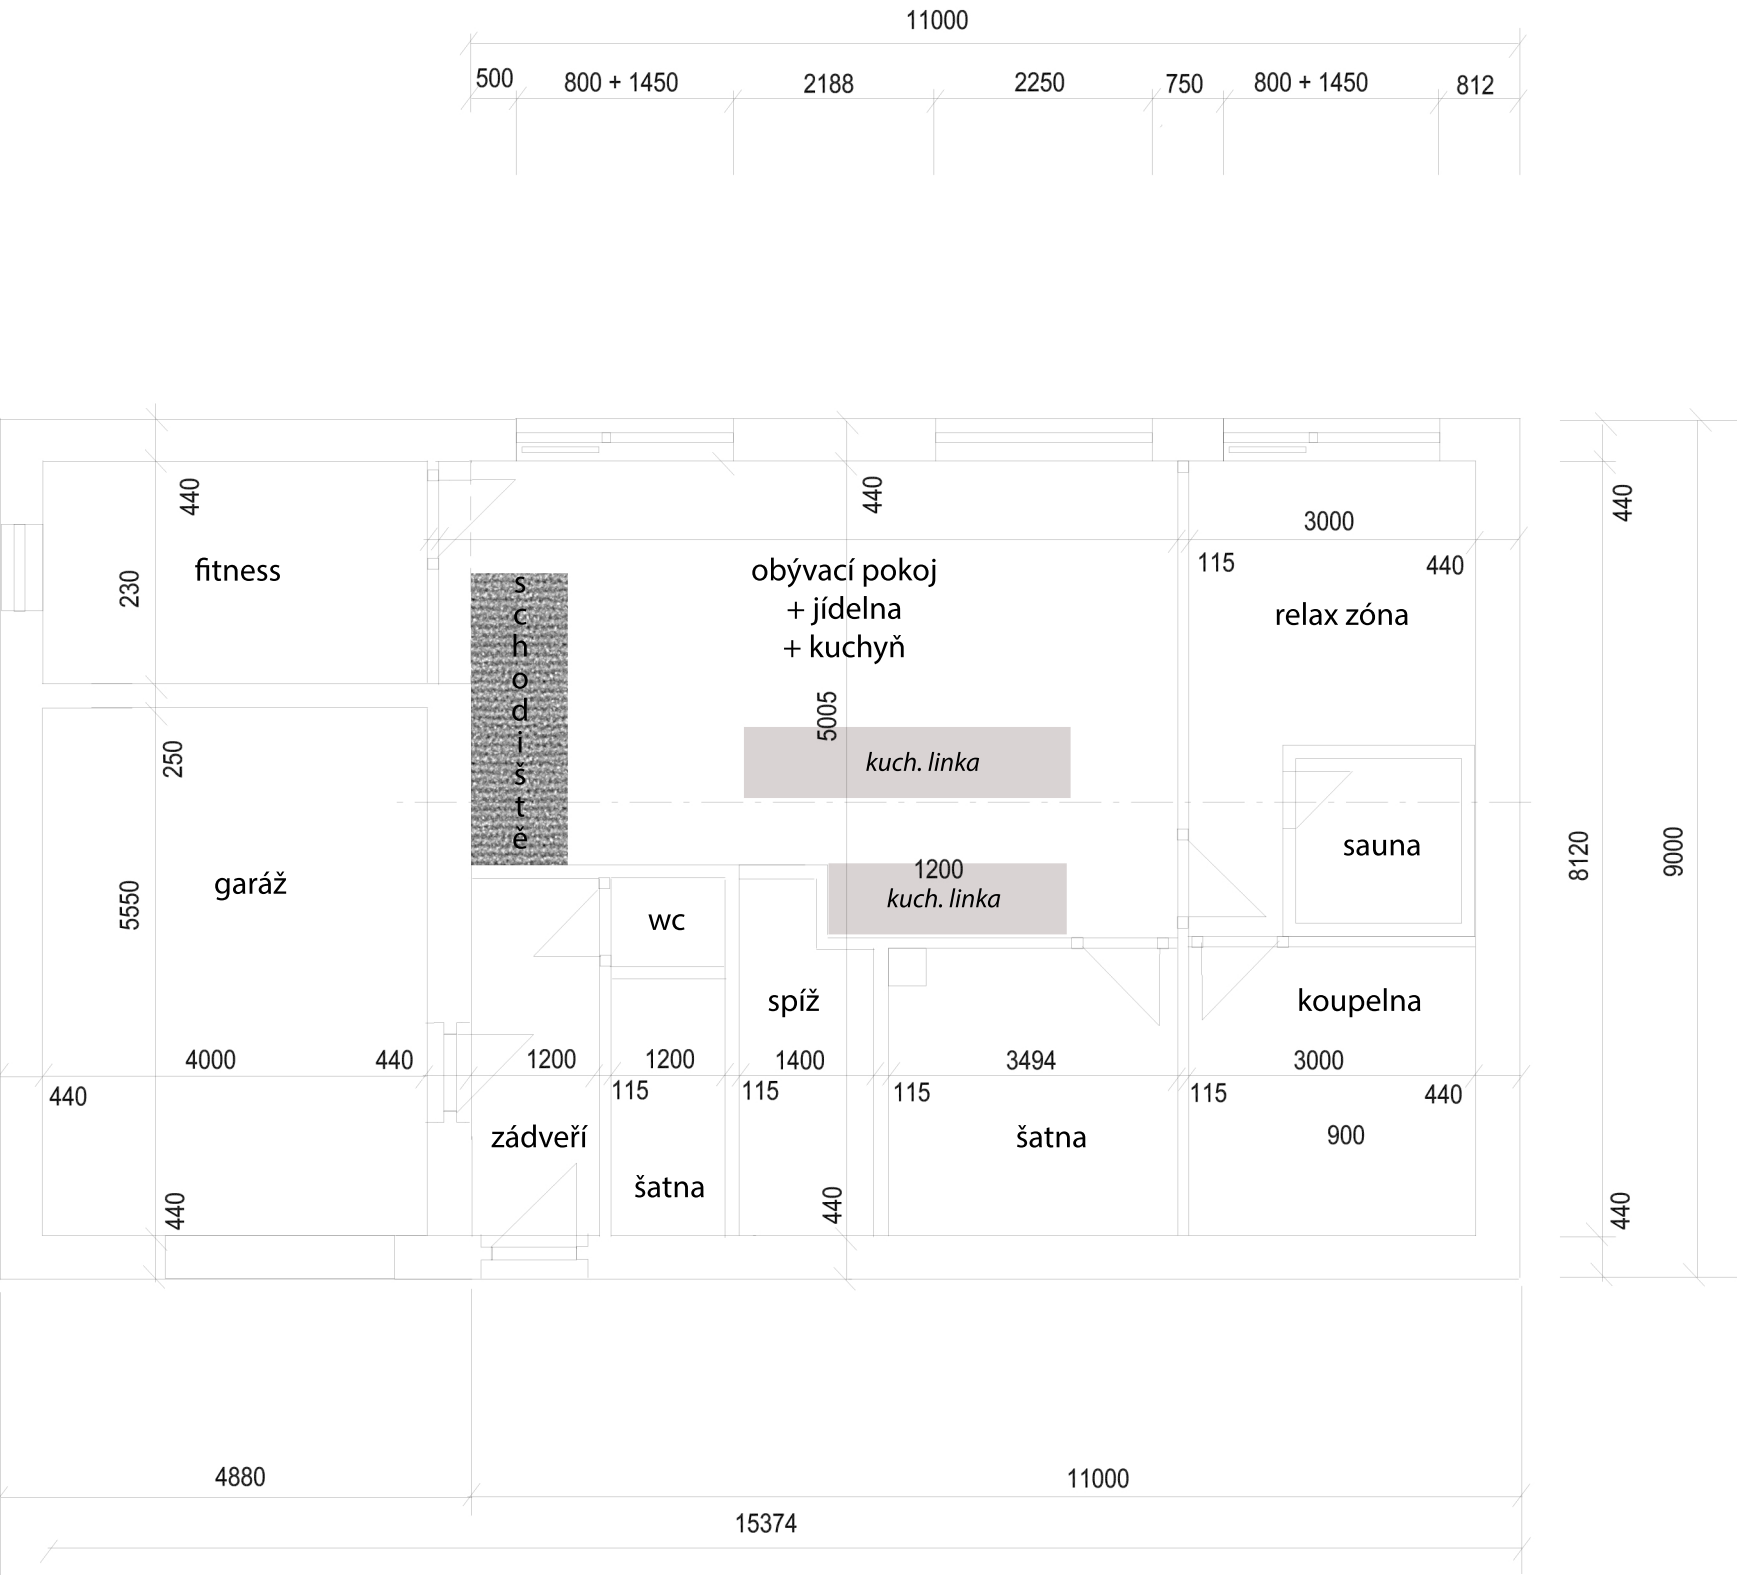 11000
500
800 + 1450
2188
2250
750
800 + 1450
812
440
440
440
3000
fitness
230
obývací pokoj
+ jídelna
+ kuchyň
115
440
relax zóna
schodiště
5005
250
kuch. linka
sauna
8120
9000
garáž
5550
1200
kuch. linka
wc
spíž
koupelna
4000
440
1200
1200
1400
3494
3000
440
115
115
115
115
440
zádveří
šatna
900
šatna
440
440
440
4880
11000
15374